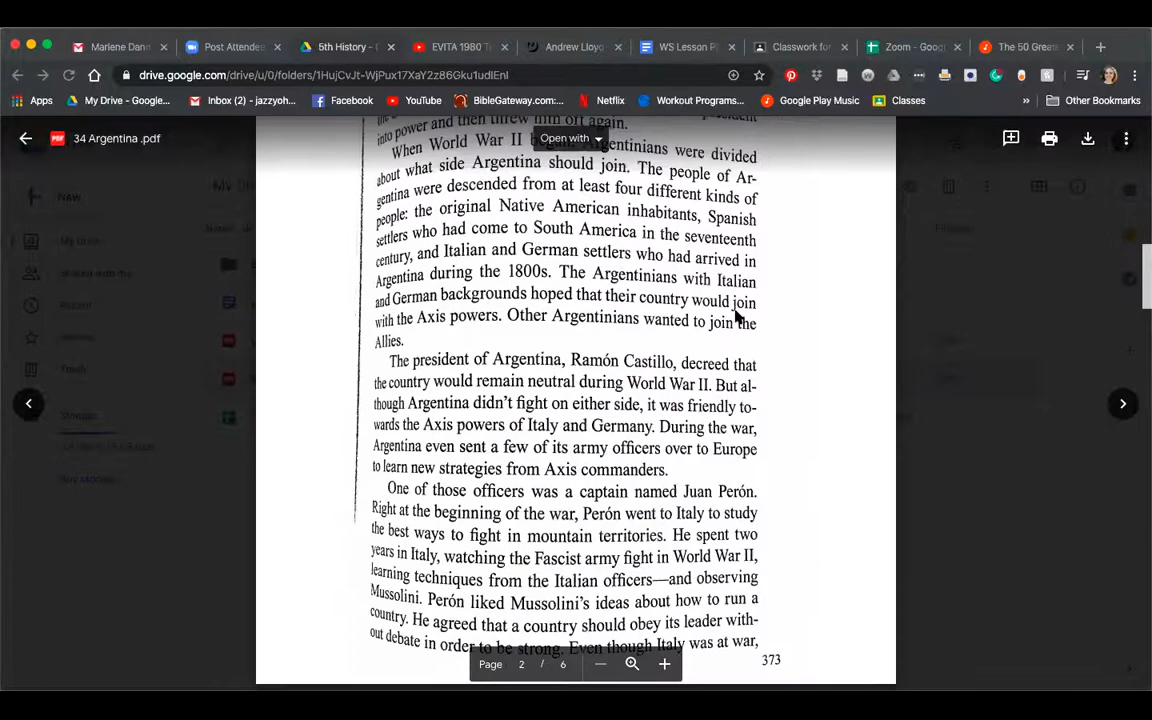 Marlene Dann
Post Attende
5th History - (
EVITA 1980 T
Andrew Lloy
WS Lesson P
Classwork for
Zoom - Goog
The 50 Great
drive.google.com/drive/u/0/folders/1HujCvJt-WjPux17XaY2z86Gku1udIEnI
Apps
My Drive - Google...
Inbox (2) - jazzyoh...
Facebook
YouTube
BibleGateway.com:...
Netflix
Workout Programs...
Google Play Music
Classes
»
Other Bookmarks
34 Argentina .pdf
Open with
into power and then threw him off again.
When World War II began, Argentinians were divided
about what side Argentina should join. The people of Ar-
gentina were descended from at least four different kinds of
people: the original Native American inhabitants, Spanish
settlers who had come to South America in the seventeenth
century, and Italian and German settlers who had arrived in
Argentina during the 1800s. The Argentinians with Italian
and German backgrounds hoped that their country would join
with the Axis powers. Other Argentinians wanted to join the
Allies.
The president of Argentina, Ramón Castillo, decreed that
the country would remain neutral during World War II. But al-
though Argentina didn't fight on either side, it was friendly to-
wards the Axis powers of Italy and Germany. During the war,
Argentina even sent a few of its army officers over to Europe
to learn new strategies from Axis commanders.
One of those officers was a captain named Juan Perón.
Right at the beginning of the war, Perón went to Italy to study
the best ways to fight in mountain territories. He spent two
years in Italy, watching the Fascist army fight in World War II,
learning techniques from the Italian officers—and observing
Mussolini. Perón liked Mussolini's ideas about how to run a
country. He agreed that a country should obey its leader with-
out debate in order to be strong. Even though Italy was at war,
373
Page 2 / 6
New
My Drive
Shared with me
Recent
Trash
Storage